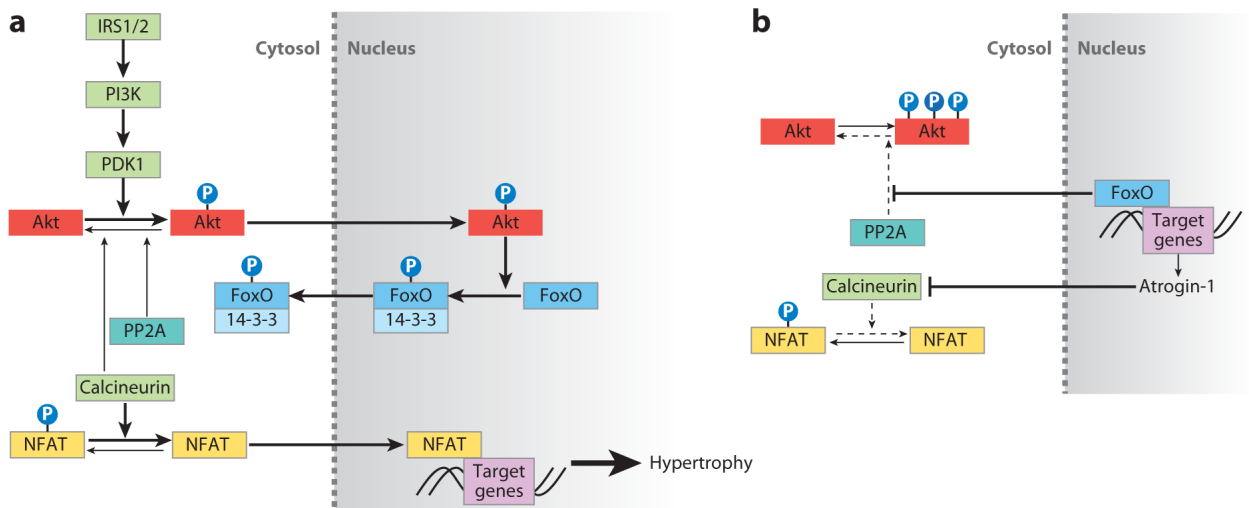 a
IRS1/2
Cytosol
Nucleus
PI3K
PDK1
P
P
Akt
Akt
Akt
P
P
FoxO
FoxO
FoxO
14-3-3
14-3-3
PP2A
Calcineurin
P
NFAT
NFAT
NFAT
Target
genes
Hypertrophy
b
Cytosol
Nucleus
P
P
P
Akt
Akt
FoxO
PP2A
Target
genes
Calcineurin
Atrogin-1
P
NFAT
NFAT